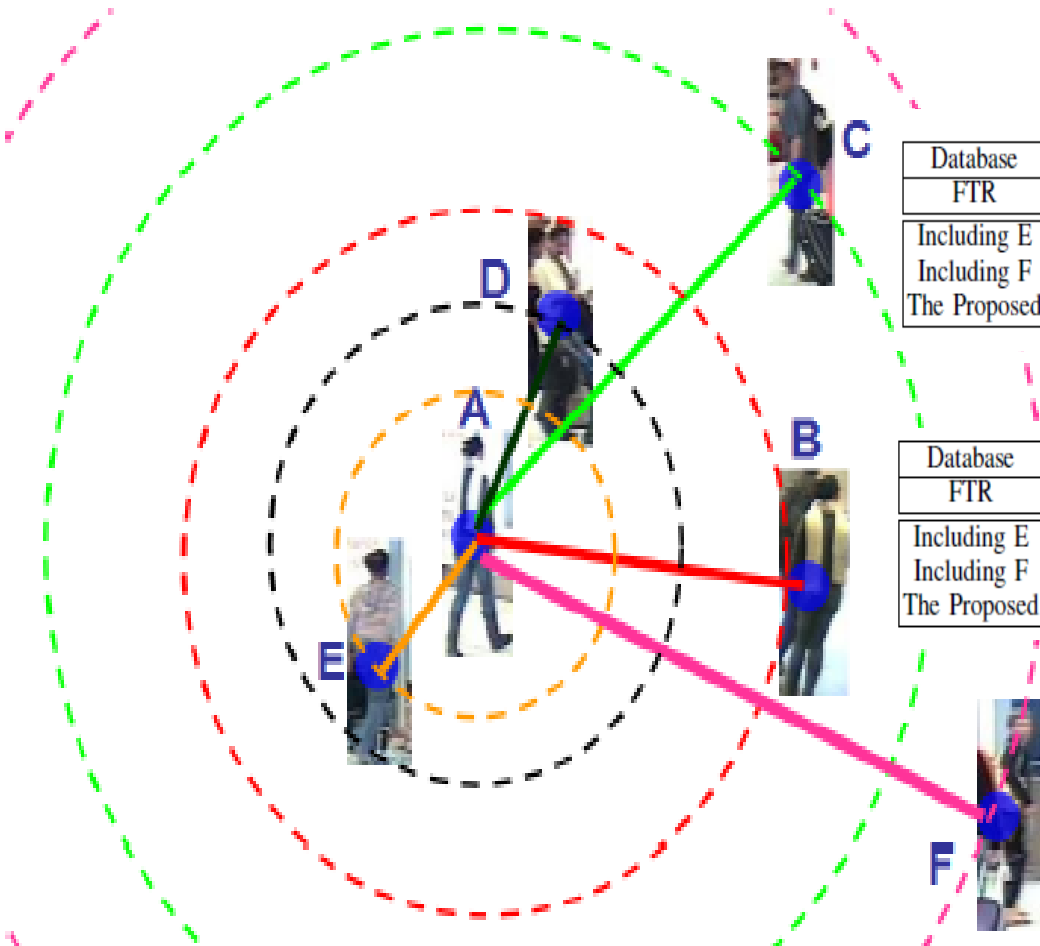 C
Database
FTR
Including E
Including F
The Proposed
D
A
B
Database
FTR
Including E
Including F
The Proposed
E
F